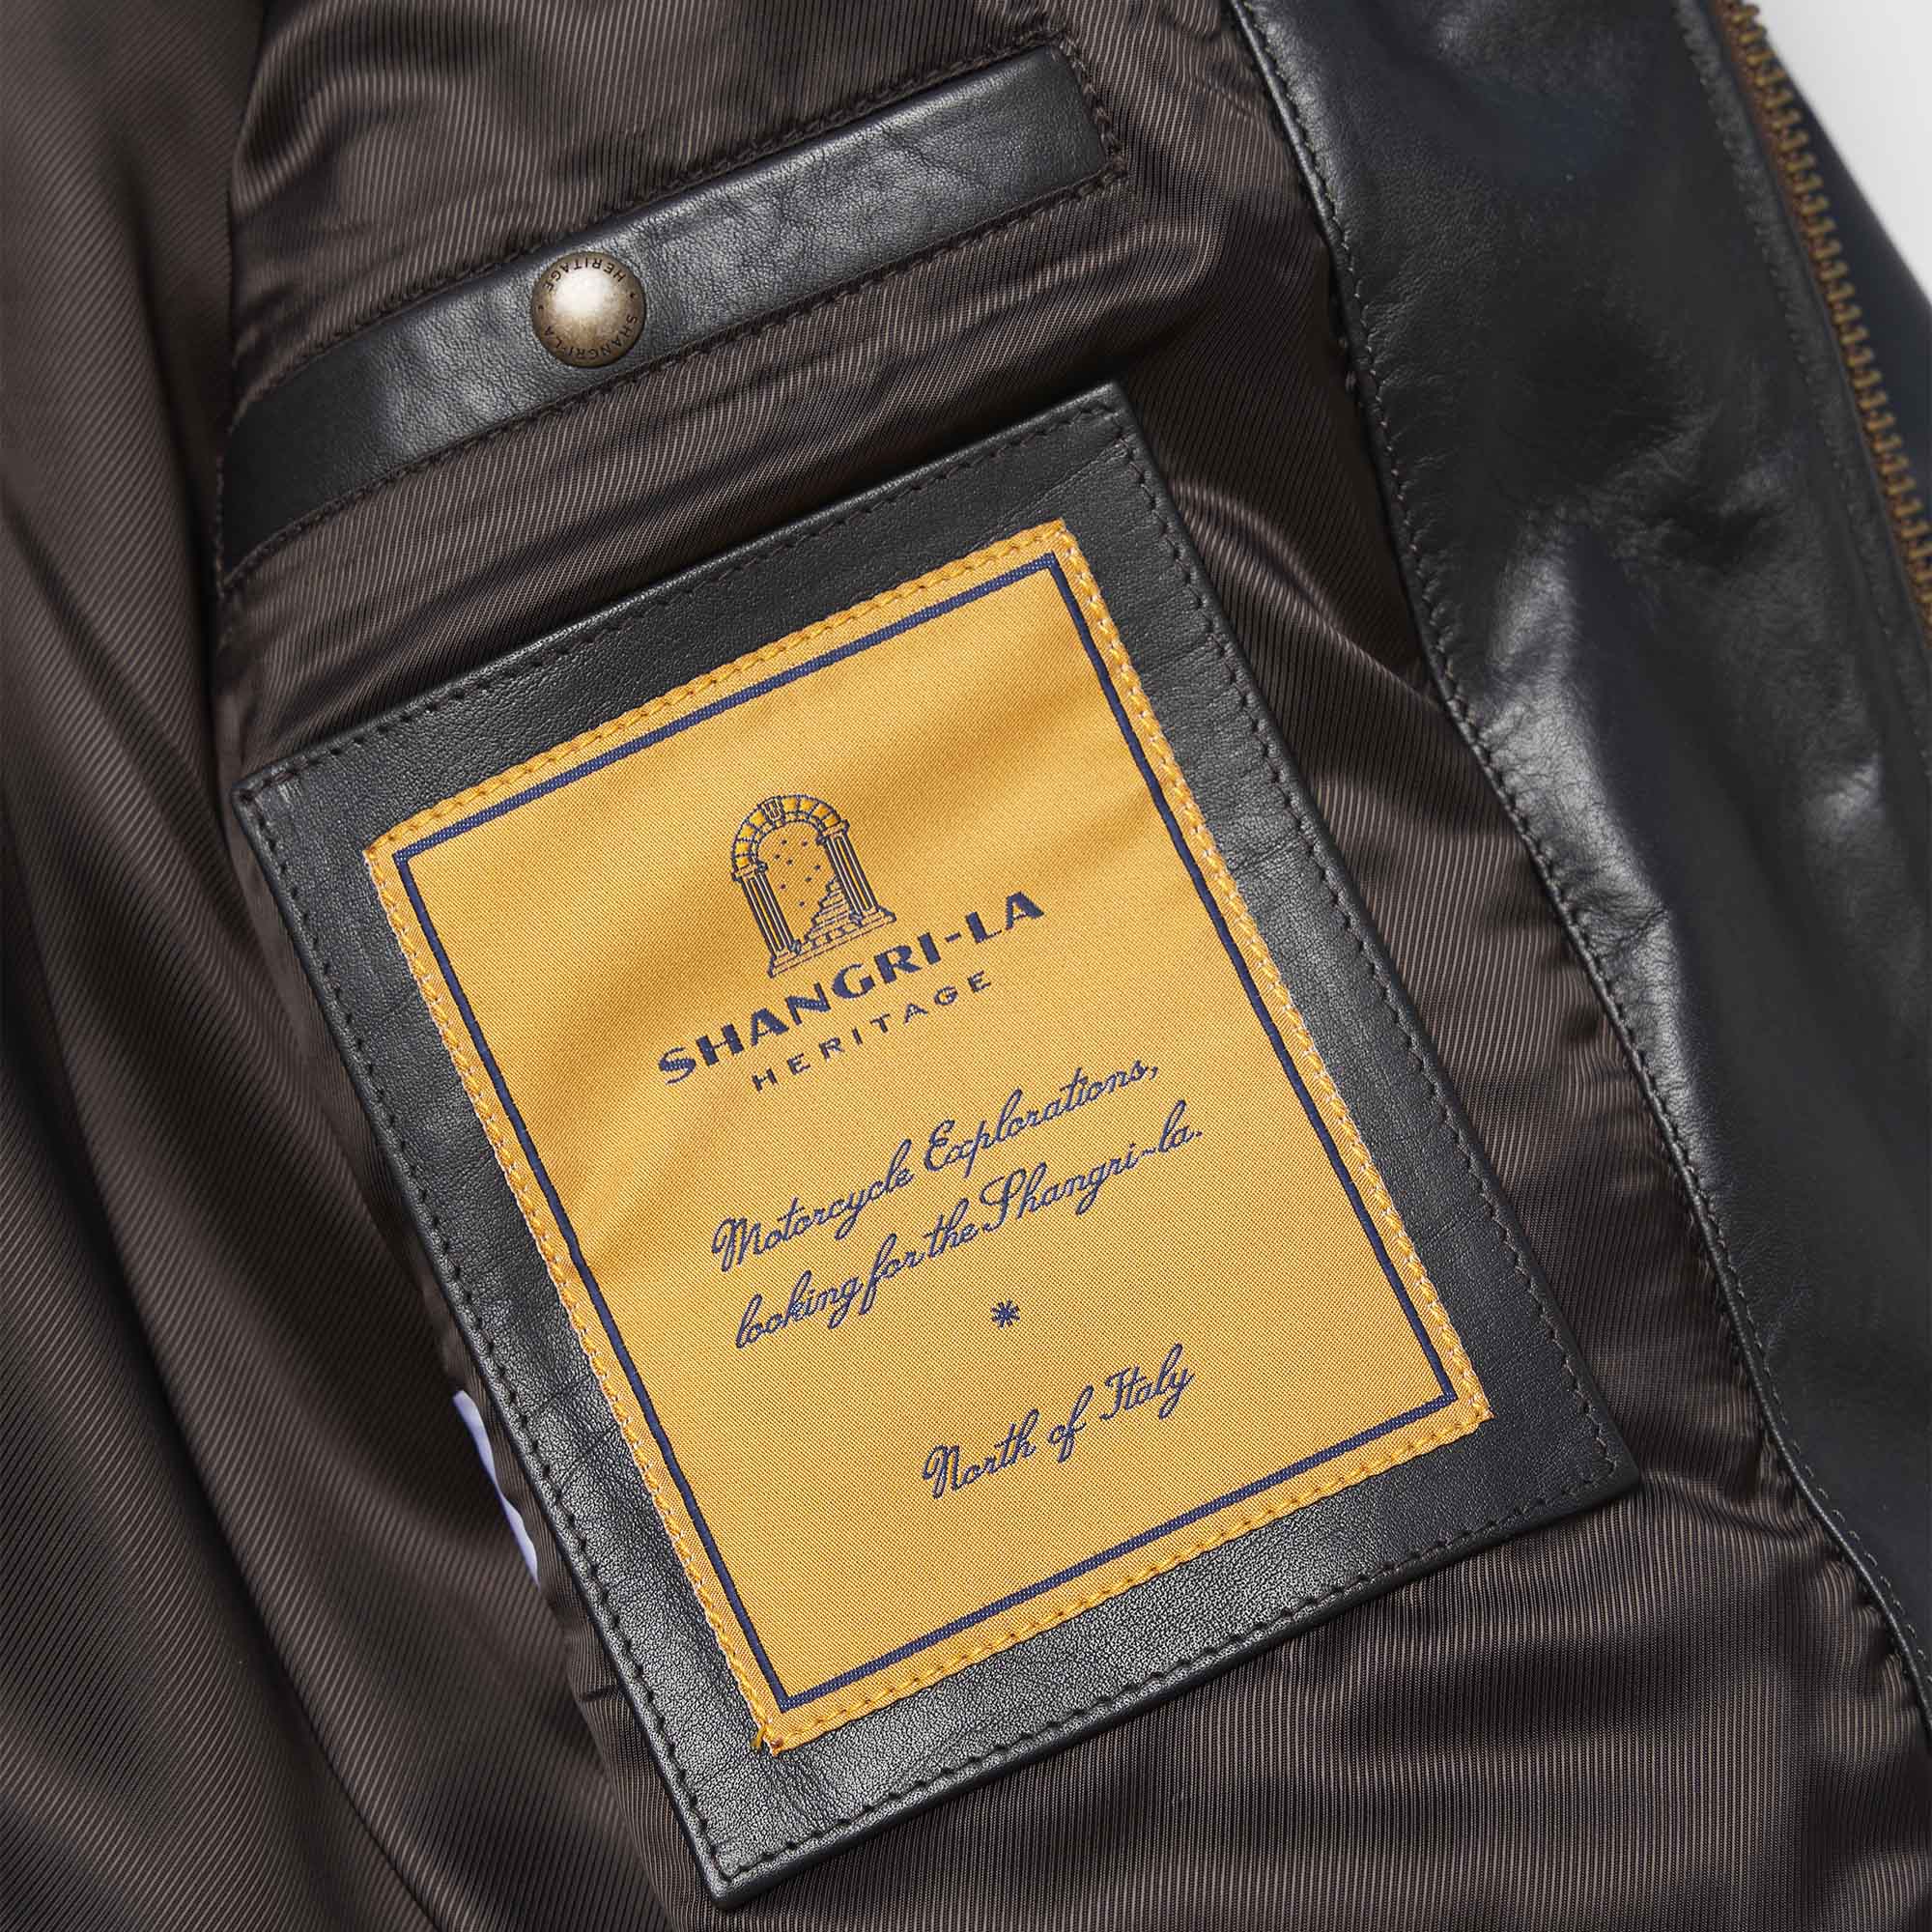 HERITAGE • SHANGRI-LA •
SHANGRI-LA
HERITAGE
Motorcycle Explorations,
looking for the Shangri-la.
*
North of Italy